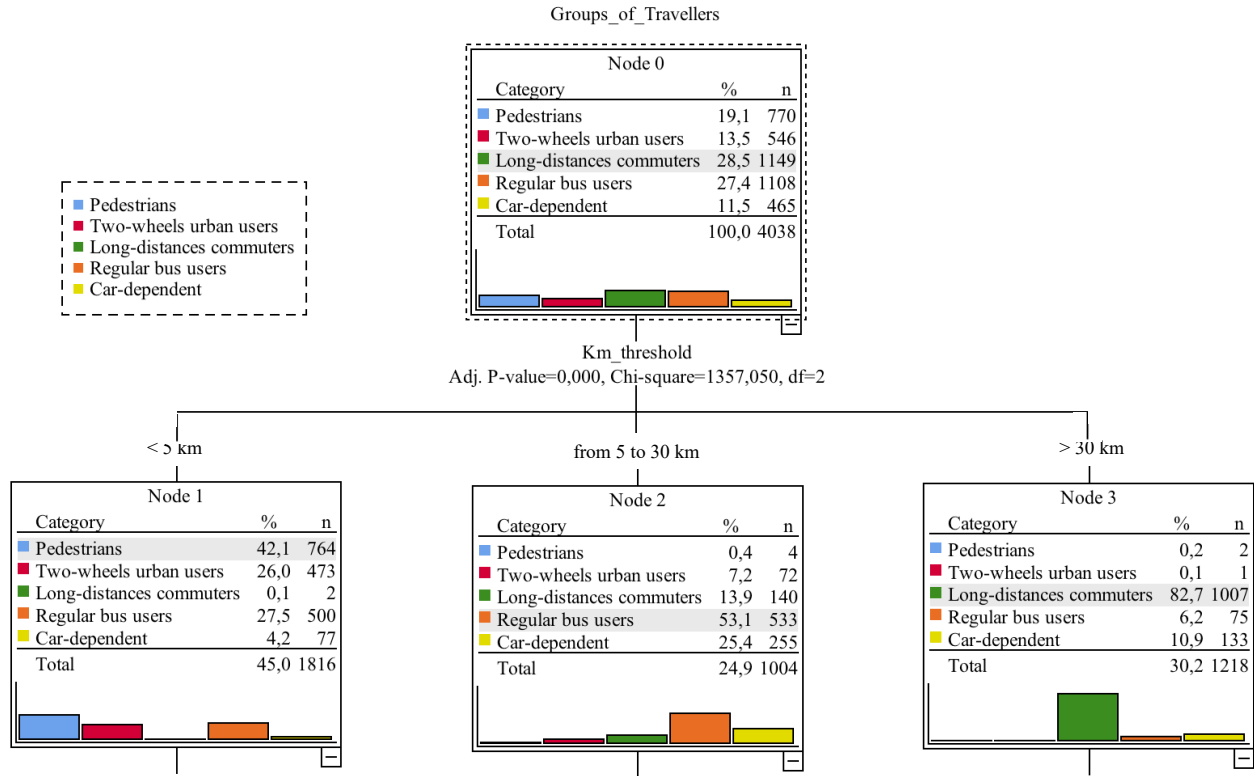 Groups_of_Travellers
Node 0
Category % n
Pedestrians 19,1 770
Two-wheels urban users 13,5 546
Long-distances commuters 28,5 1149
Regular bus users 27,4 1108
Car-dependent 11,5 465
Total 100,0 4038
Pedestrians
Two-wheels urban users
Long-distances commuters
Regular bus users
Car-dependent
Km_threshold
Adj. P-value=0,000, Chi-square=1357,050, df=2
< 5 km
from 5 to 30 km
> 30 km
Node 1
Category % n
Pedestrians 42,1 764
Two-wheels urban users 26,0 473
Long-distances commuters 0,1 2
Regular bus users 27,5 500
Car-dependent 4,2 77
Total 45,0 1816
Node 2
Category % n
Pedestrians 0,4 4
Two-wheels urban users 7,2 72
Long-distances commuters 13,9 140
Regular bus users 53,1 533
Car-dependent 25,4 255
Total 24,9 1004
Node 3
Category % n
Pedestrians 0,2 2
Two-wheels urban users 0,1 1
Long-distances commuters 82,7 1007
Regular bus users 6,2 75
Car-dependent 10,9 133
Total 30,2 1218